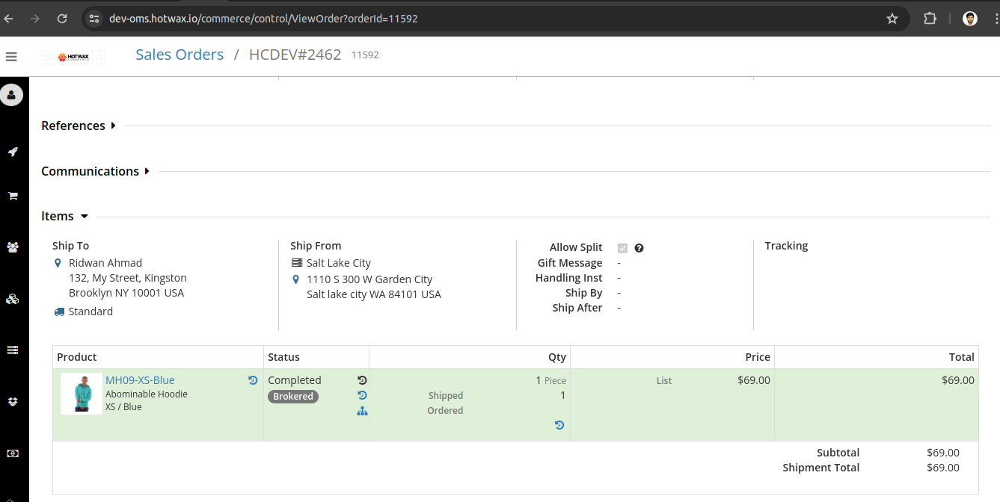 dev-oms.hotwax.io/commerce/control/ViewOrder?orderId=11592
HOTWAX
Sales Orders / HCDEV#2462 11592
References
Communications
Items
Ship To
Ridwan Ahmad
132, My Street, Kingston
Brooklyn NY 10001 USA
Standard
Ship From
Salt Lake City
1110 S 300 W Garden City
Salt lake city WA 84101 USA
Allow Split
Gift Message -
Handling Inst -
Ship By -
Ship After -
Tracking
Product Status Qty Price Total
MH09-XS-Blue
Abominable Hoodie
XS / Blue
Completed
Brokered
1 Piece
Shipped 1
Ordered
List $69.00
$69.00
Subtotal $69.00
Shipment Total $69.00